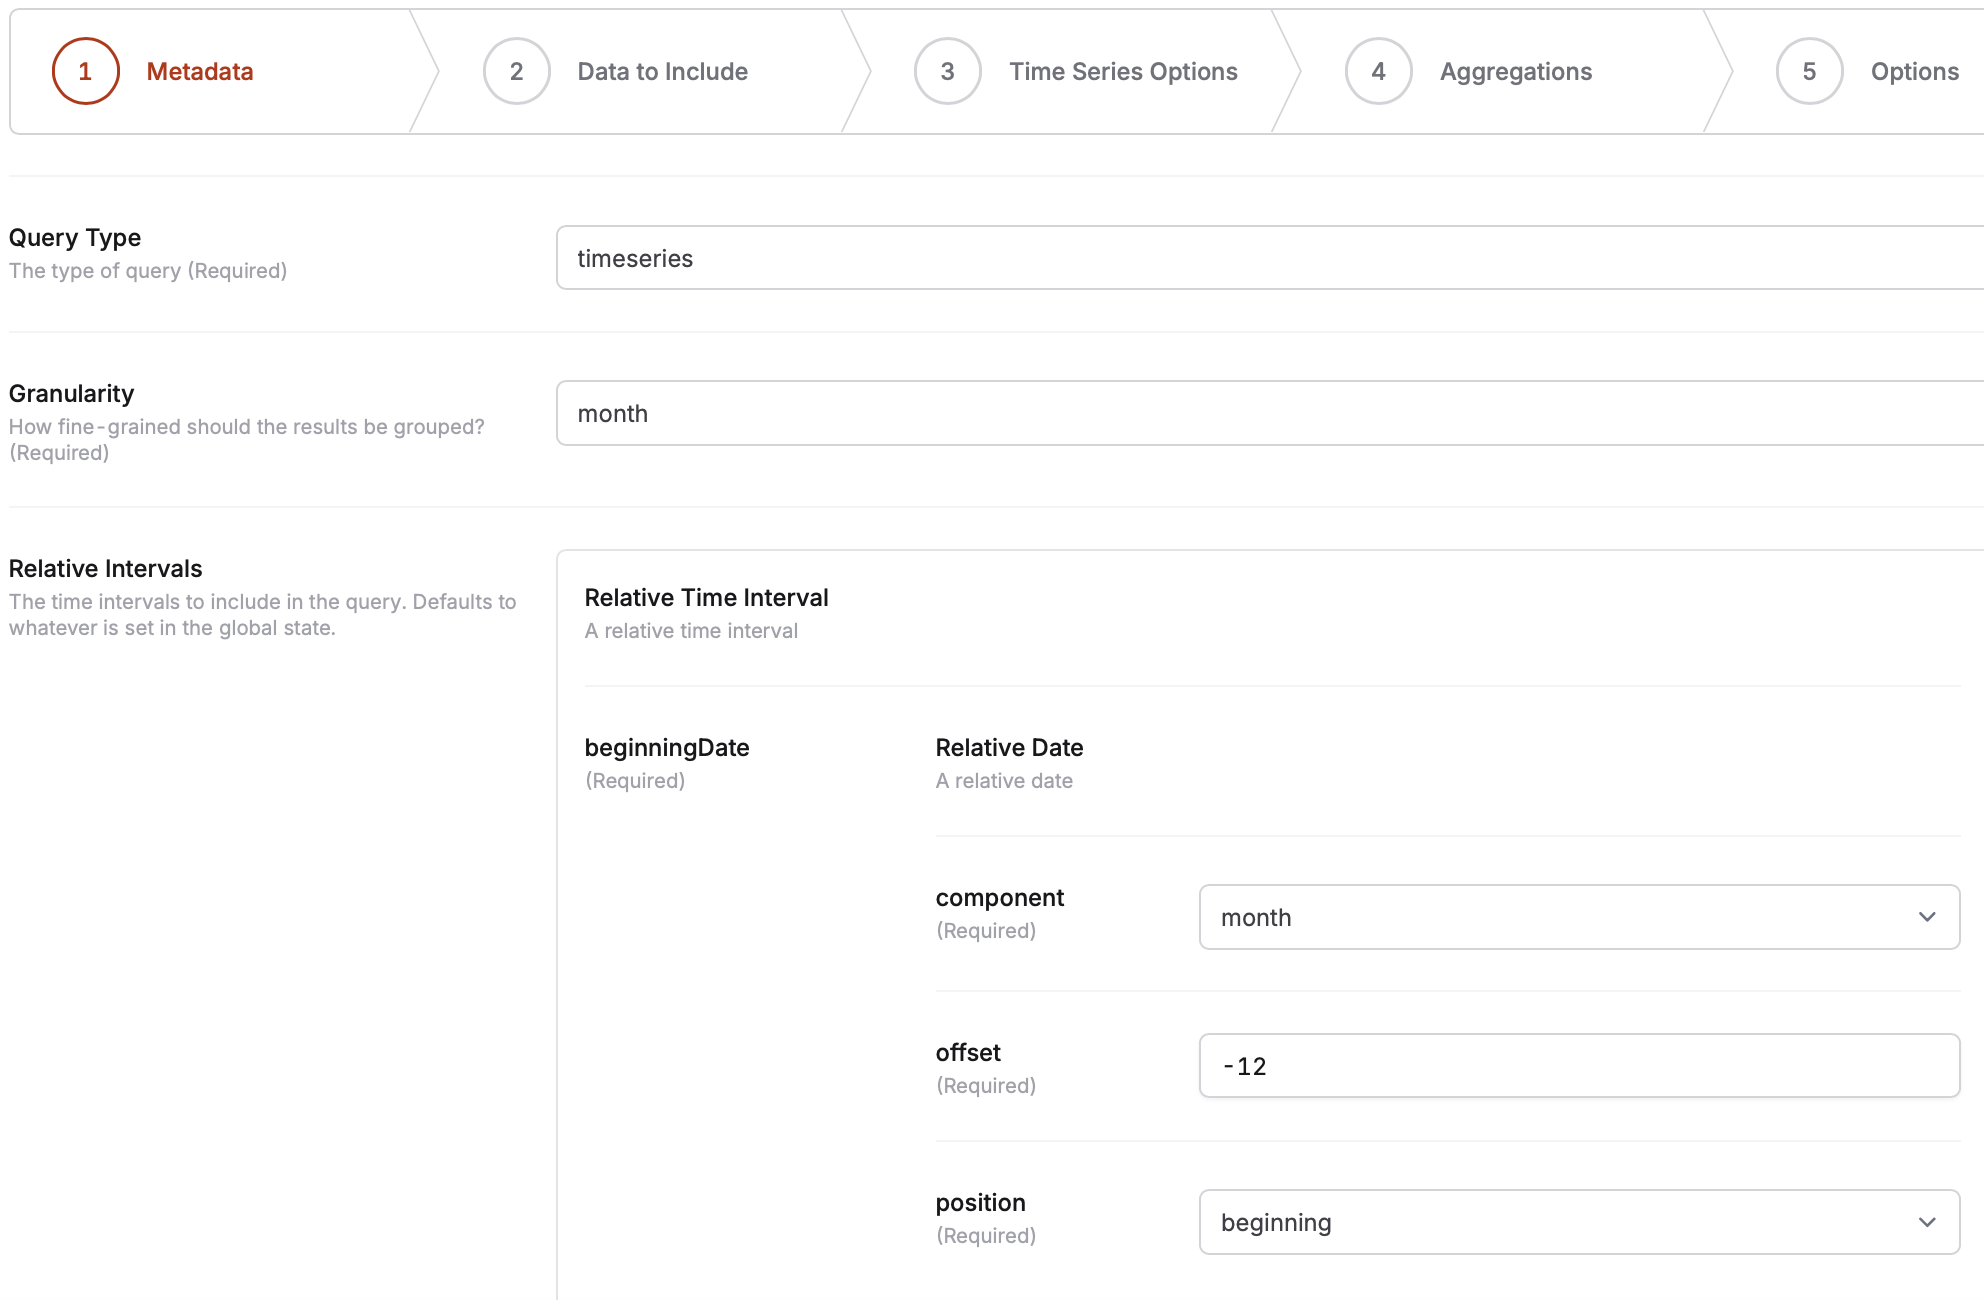 1 Metadata
2 Data to Include
3 Time Series Options
4 Aggregations
5 Options
Query Type
The type of query (Required)
timeseries
Granularity
How fine-grained should the results be grouped?
(Required)
month
Relative Intervals
The time intervals to include in the query. Defaults to
whatever is set in the global state.
Relative Time Interval
A relative time interval
beginningDate
(Required)
Relative Date
A relative date
component
(Required)
month
offset
(Required)
-12
position
(Required)
beginning